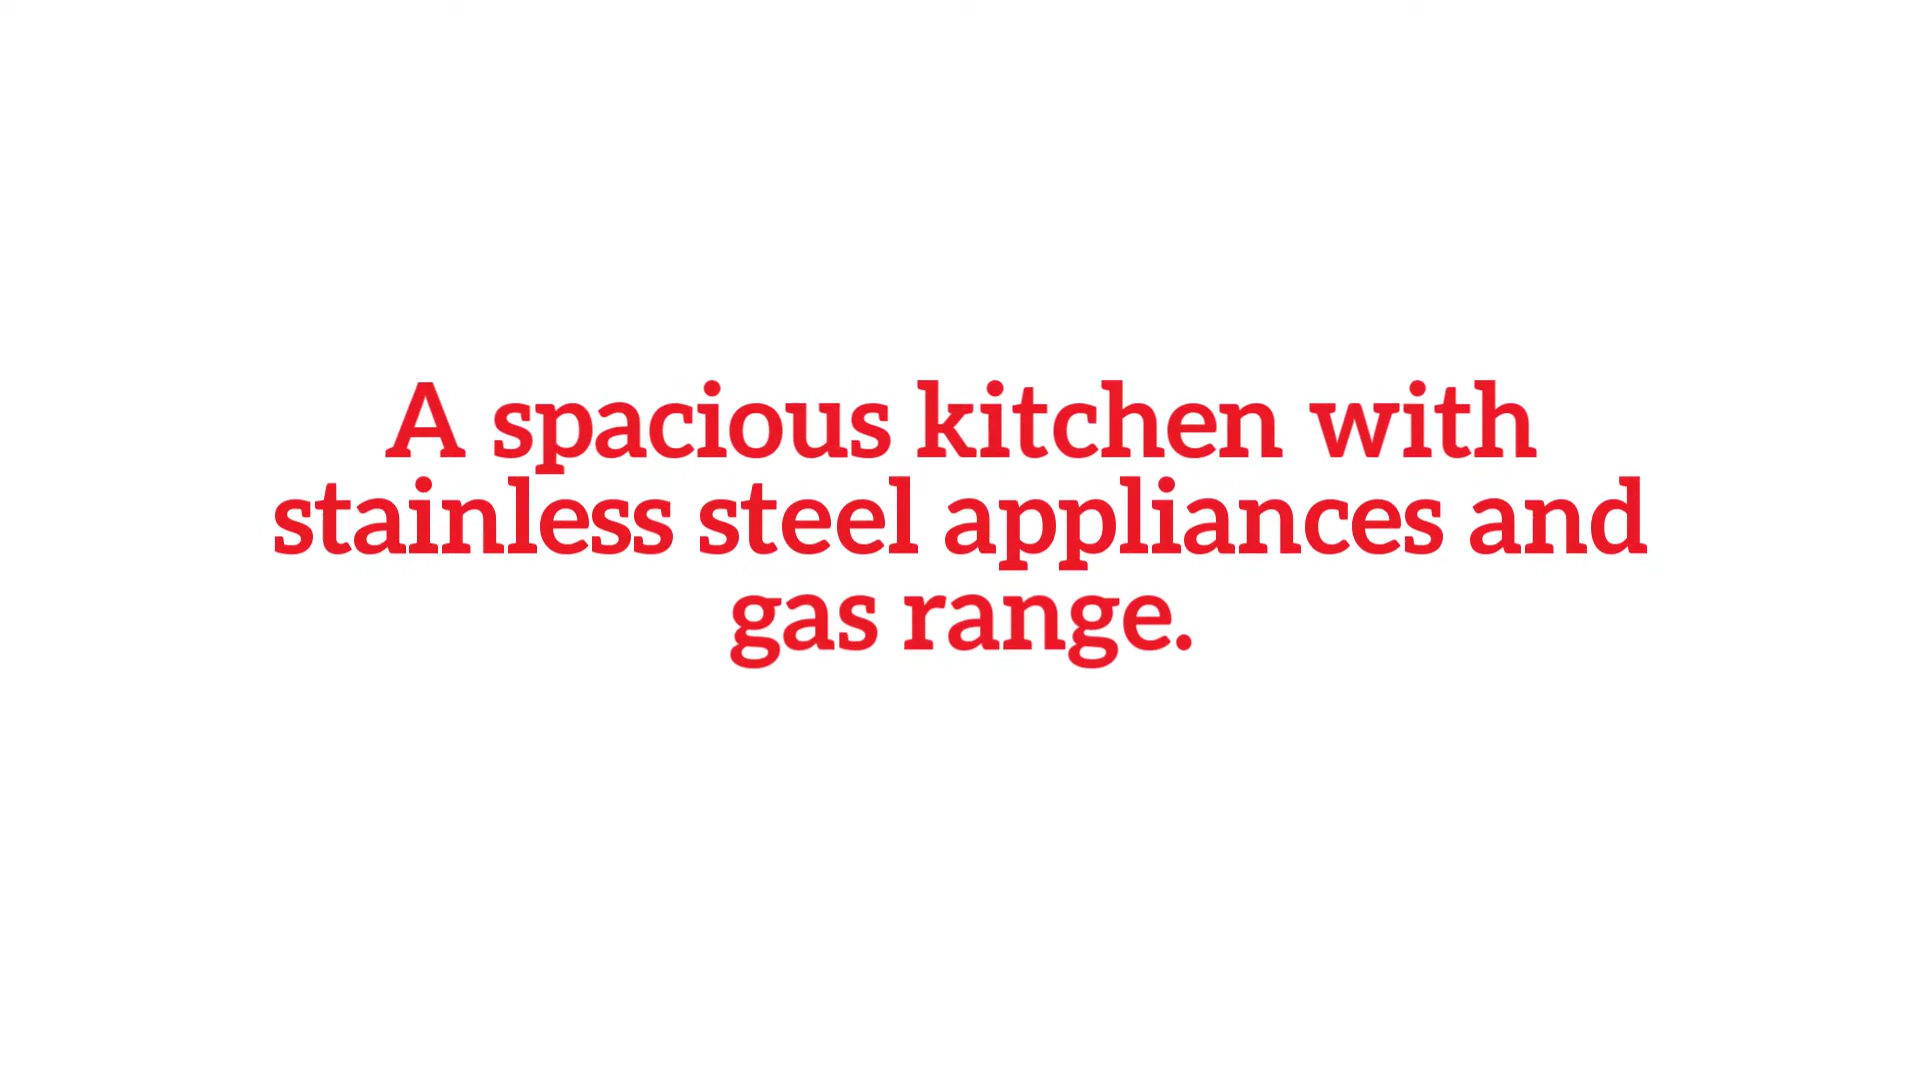 A spacious kitchen with
stainless steel appliances and
gas range.